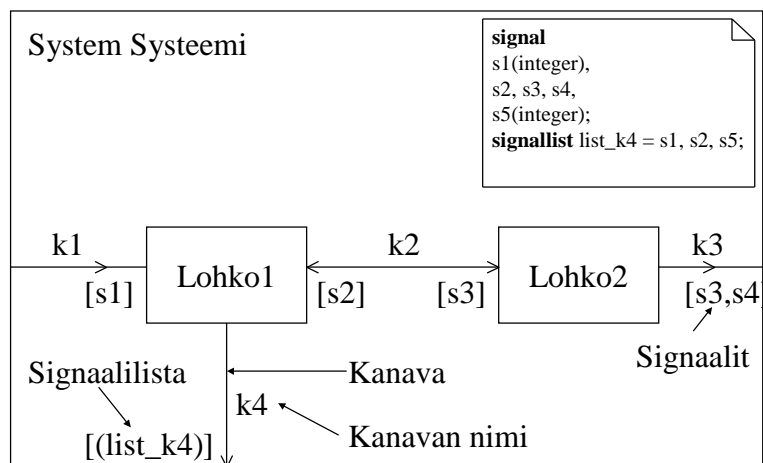 System Systeemi
signal
s1(integer),
s2, s3, s4,
s5(integer);
signallist list_k4 = s1, s2, s5;
k1
k2
k3
Lohko1
Lohko2
[s1]
[s2]
[s3]
[s3,s4]
Signaalilista
Kanava
Signaalit
k4
[(list_k4)]
Kanavan nimi